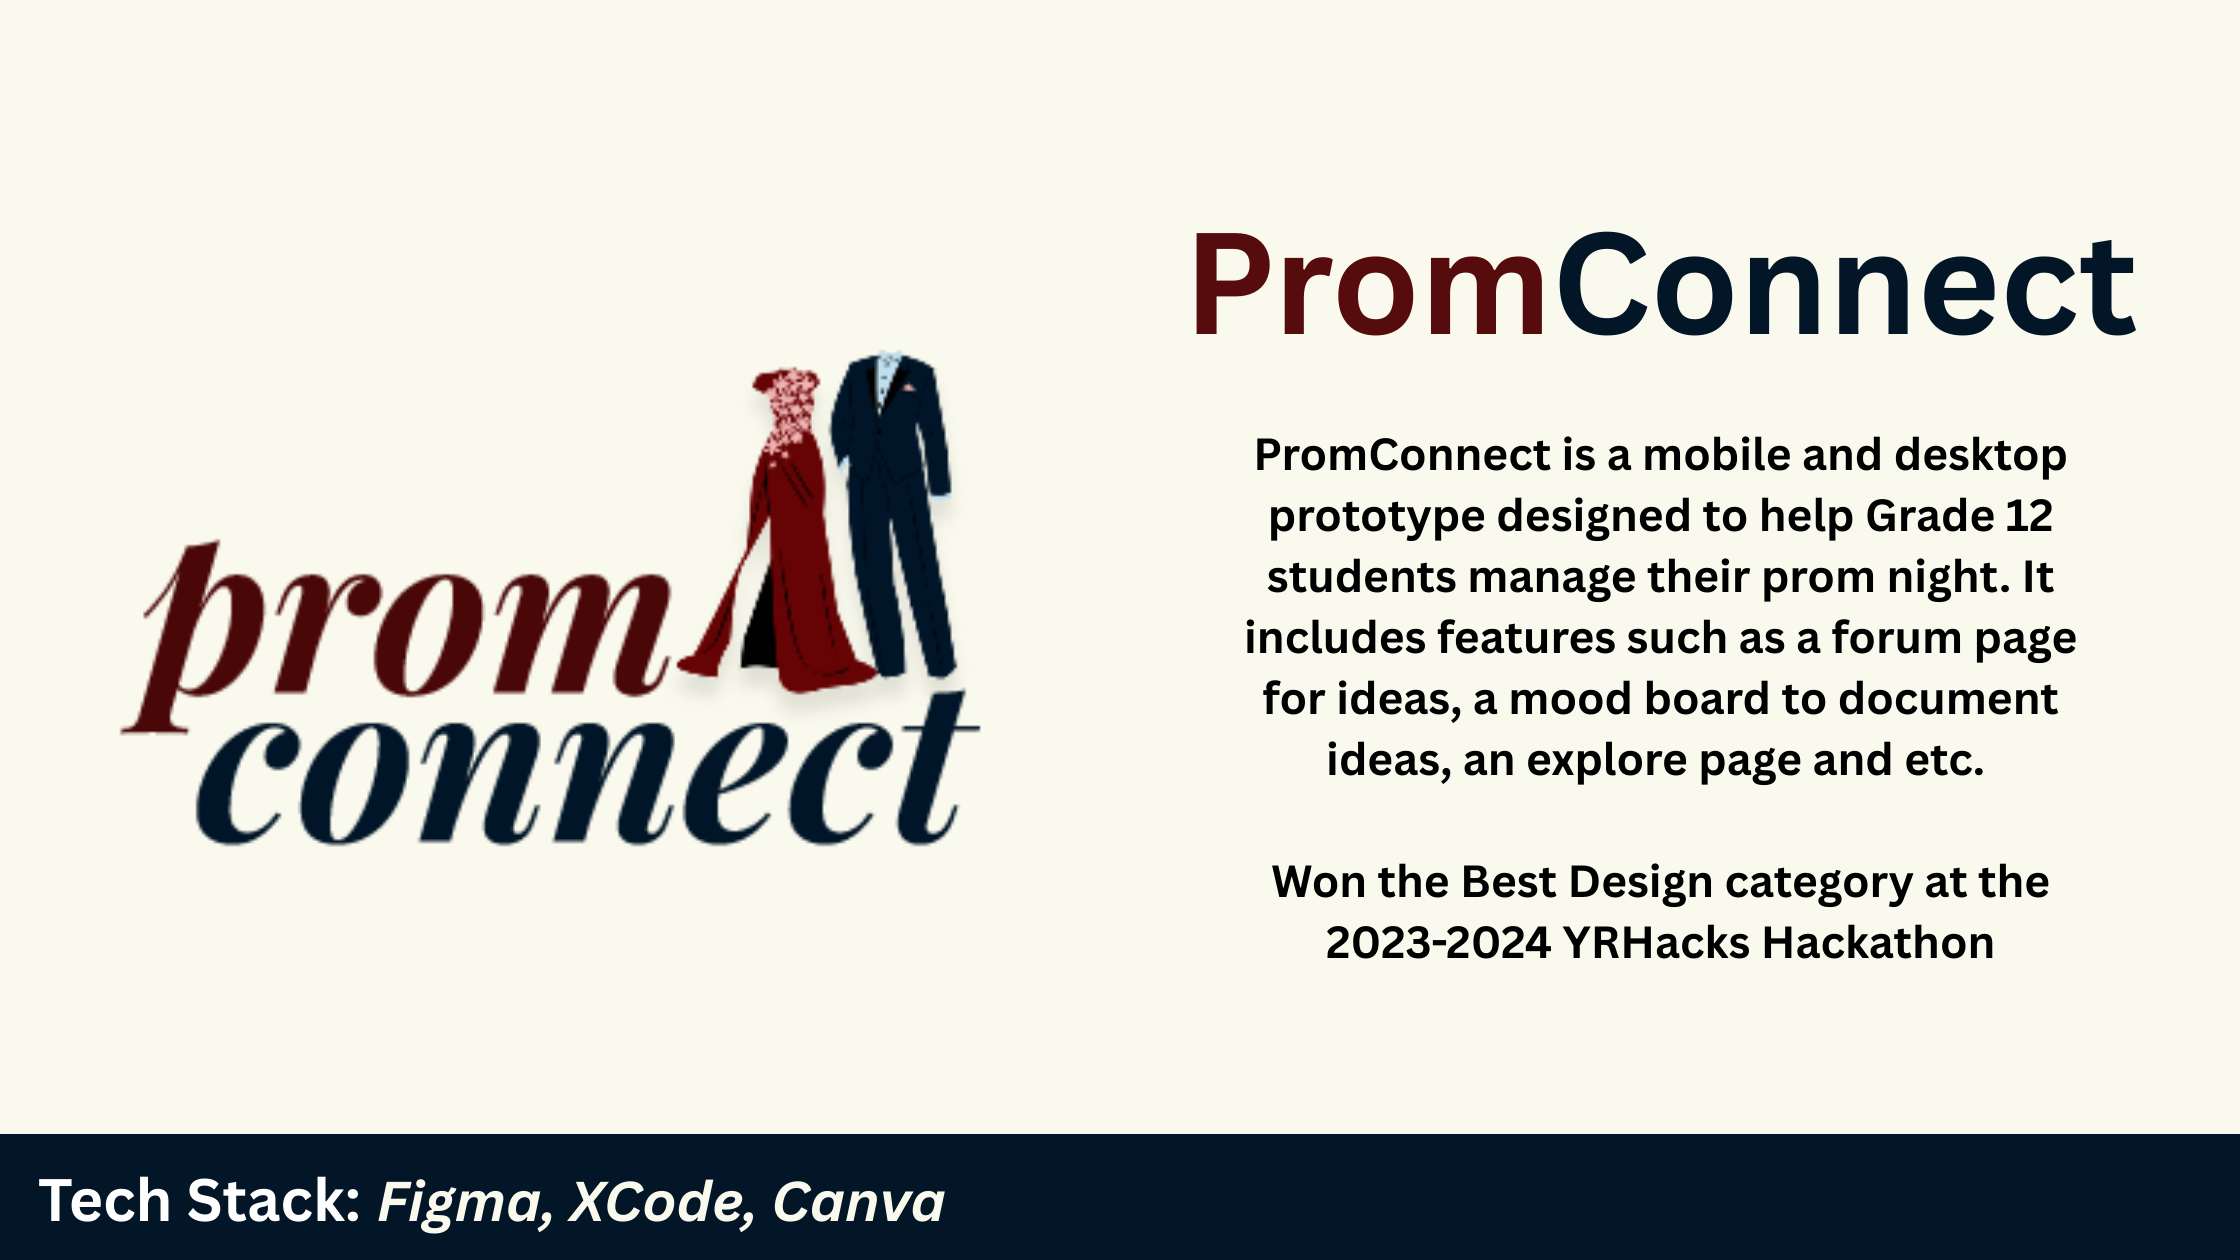 prom
connect
PromConnect
PromConnect is a mobile and desktop
prototype designed to help Grade 12
students manage their prom night. It
includes features such as a forum page
for ideas, a mood board to document
ideas, an explore page and etc.
Won the Best Design category at the
2023-2024 YRHacks Hackathon
Tech Stack: Figma, XCode, Canva